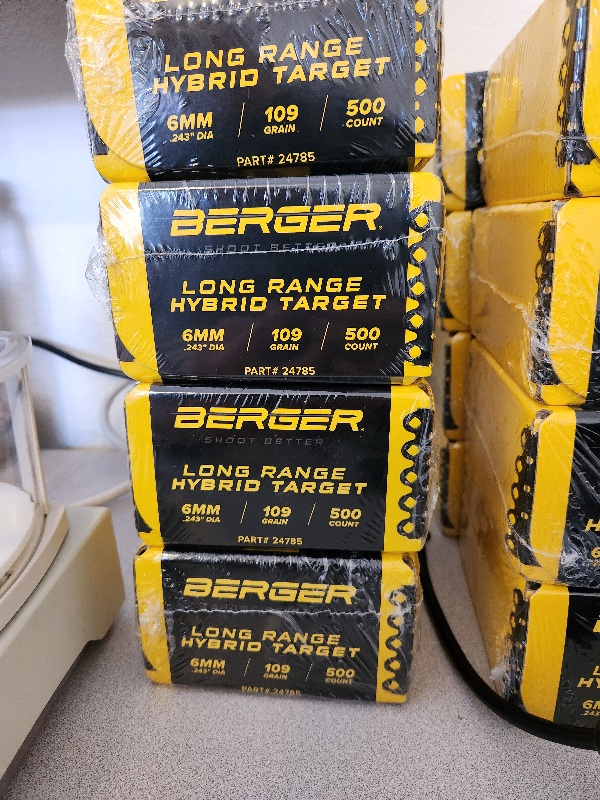 LONG RANGE
HYBRID TARGET
6MM 109 500
.243" DIA GRAIN COUNT
PART# 24785
BERGER
SHOOT BETTER
LONG RANGE
HYBRID TARGET
6MM 109 500
.243" DIA GRAIN COUNT
PART# 24785
BERGER
SHOOT BETTER
LONG RANGE
HYBRID TARGET
6MM 109 500
.243" DIA GRAIN COUNT
PART# 24785
BERGER
LONG RANGE
HYBRID TARGET
6MM 109 500
.243" DIA GRAIN COUNT
PART# 24785